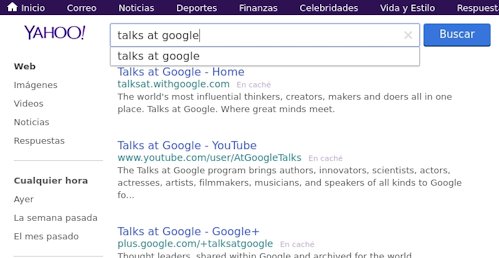 Inicio Correo Noticias Deportes Finanzas Celebridades Vida y Estilo Respuest
YAHOO! talks at google Buscar
talks at google
Web
Imágenes
Videos
Noticias
Respuestas
Cualquier hora
Ayer
La semana pasada
El mes pasado
Talks at Google - Home
talksat.withgoogle.com En caché
The world's most influential thinkers, creators, makers and doers all in one
place. Talks at Google. Where great minds meet.
Talks at Google - YouTube
www.youtube.com/user/AtGoogleTalks En caché
The Talks at Google program brings authors, innovators, scientists, actors,
actresses, artists, filmmakers, musicians, and speakers of all kinds to Google
fo...
Talks at Google - Google+
plus.google.com/+talksatgoogle En caché
Thought leaders, shared within Google and archived for the world